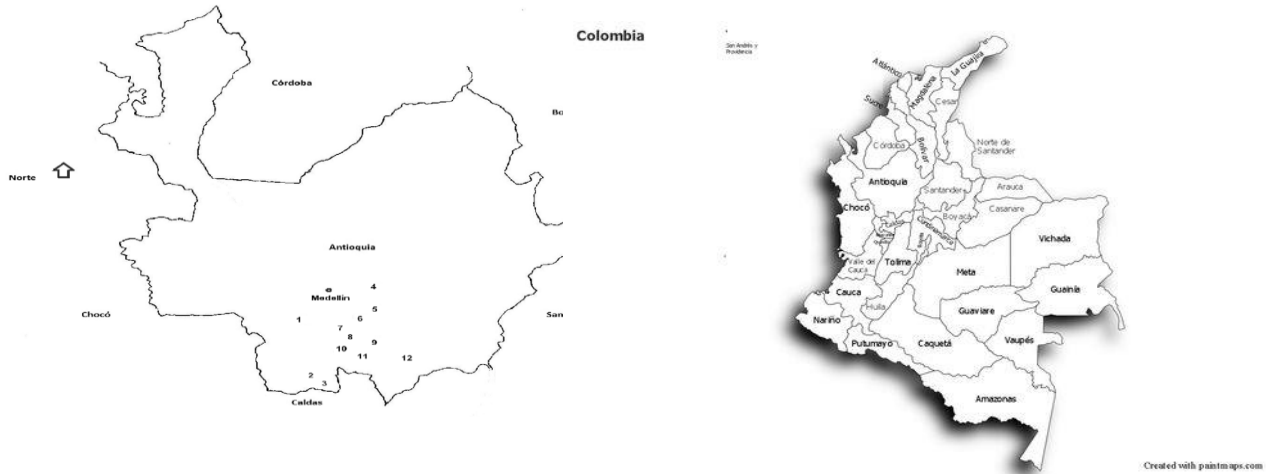 Colombia
Córdoba
Bo
Norte
Antioquia
4
Medellín
5
1
6
7
8
9
10
11
12
Chocó
San
2
3
Caldas
San Andrés y
Providencia
Atlántico
La Guajira
Magdalena
Cesar
Sucre
Norte de
Santander
Córdoba
Bolívar
Antioquia
Santander
Arauca
Chocó
Boyacá
Casanare
Cundinamarca
Vichada
Valle del
Cauca
Tolima
Meta
Cauca
Guainía
Huila
Guaviare
Nariño
Putumayo
Caquetá
Vaupés
Amazonas
Created with paintmaps.com